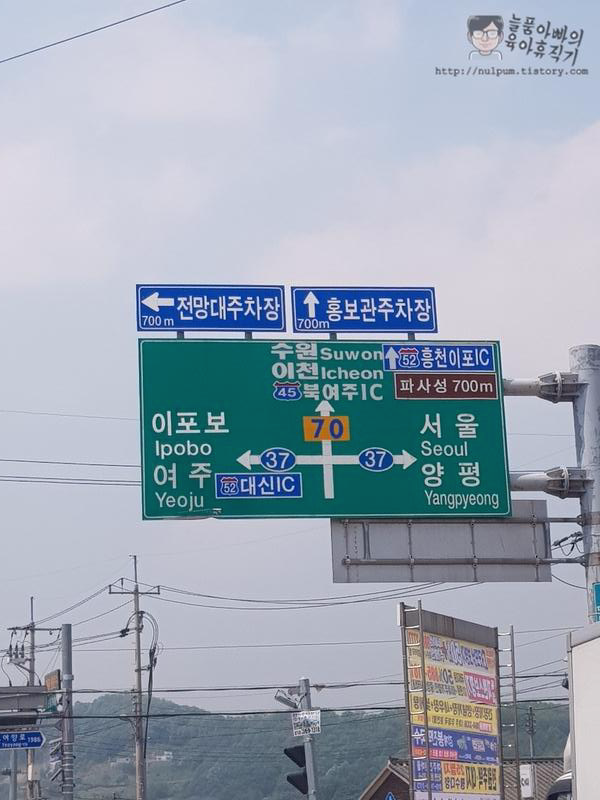 늘품아빠의
육아휴직기
http://nulpum.tistory.com
전망대주차장
700 m
홍보관주차장
700m
수원 Suwon
이천 Icheon
45 북여주IC
52 흥천이포IC
파사성 700m
70
이포보
Ipobo
여주
Yeoju
37
52 대신IC
37
서울
Seoul
양평
Yangpyeong